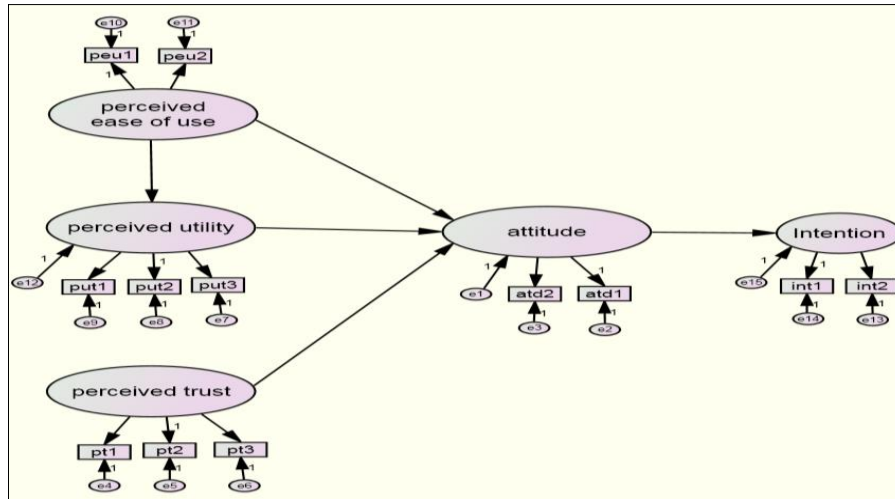 e10 e11
1 1
peu1 peu2
1
perceived
ease of use
perceived utility
attitude
Intention
1 1 1 1
1 1
e12 put1 put2 put3
e1 atd2 atd1
e15 int1 int2
1 1 1
1 1
1 1
e9 e8 e7
e3 e2
e14 e13
perceived trust
1
pt1 pt2 pt3
1 1 1
e4 e5 e6